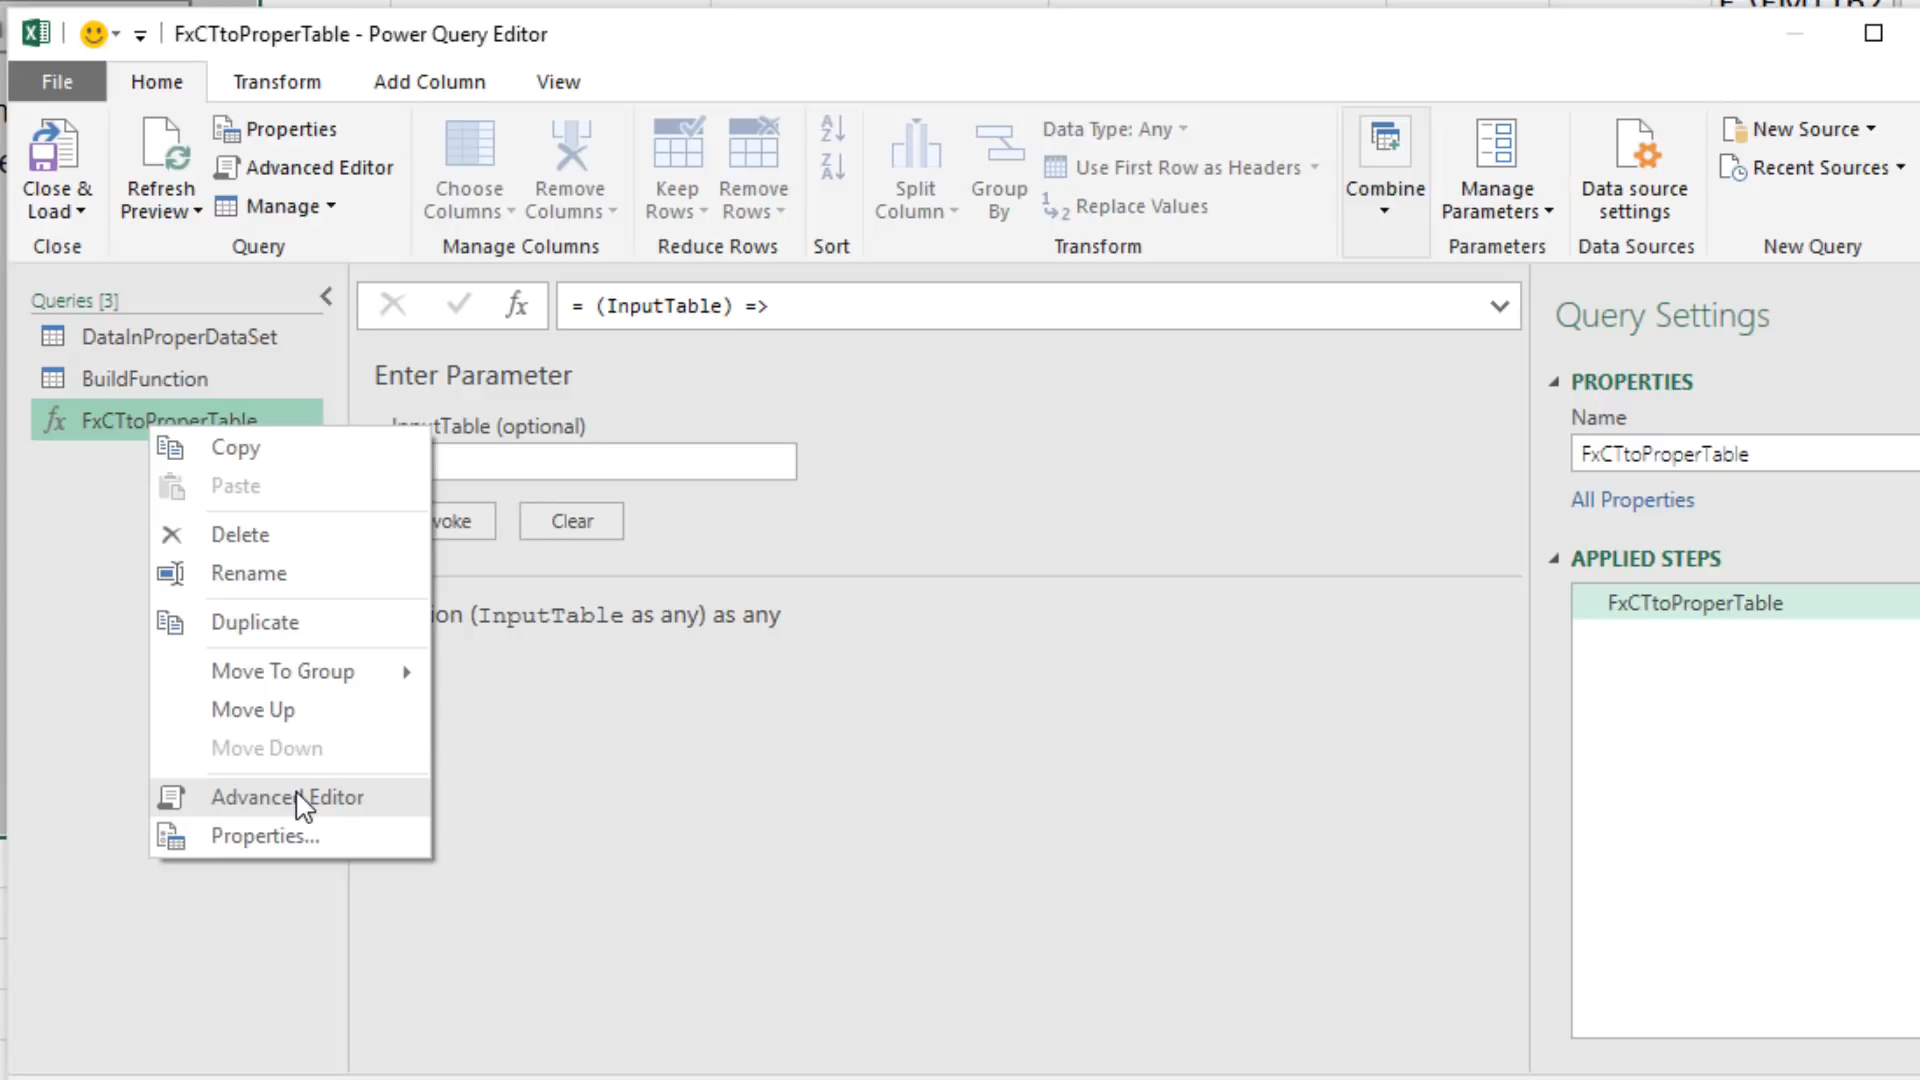 FxCTtoProperTable - Power Query Editor
File
Home
Transform
Add Column
View
Close & Load
Close
Refresh Preview
Properties
Advanced Editor
Manage
Query
Choose Columns
Remove Columns
Manage Columns
Keep Rows
Remove Rows
Reduce Rows
Sort
Split Column
Group By
Data Type: Any
Use First Row as Headers
Replace Values
Transform
Combine
Manage Parameters
Parameters
Data source settings
Data Sources
New Source
Recent Sources
New Query
Queries [3]
DataInProperDataSet
BuildFunction
FxCTtoProperTable
= (InputTable) =>
Enter Parameter
InputTable (optional)
voke
Clear
ion (InputTable as any) as any
Copy
Paste
Delete
Rename
Duplicate
Move To Group
Move Up
Move Down
Advanced Editor
Properties...
Query Settings
PROPERTIES
Name
FxCTtoProperTable
All Properties
APPLIED STEPS
FxCTtoProperTable